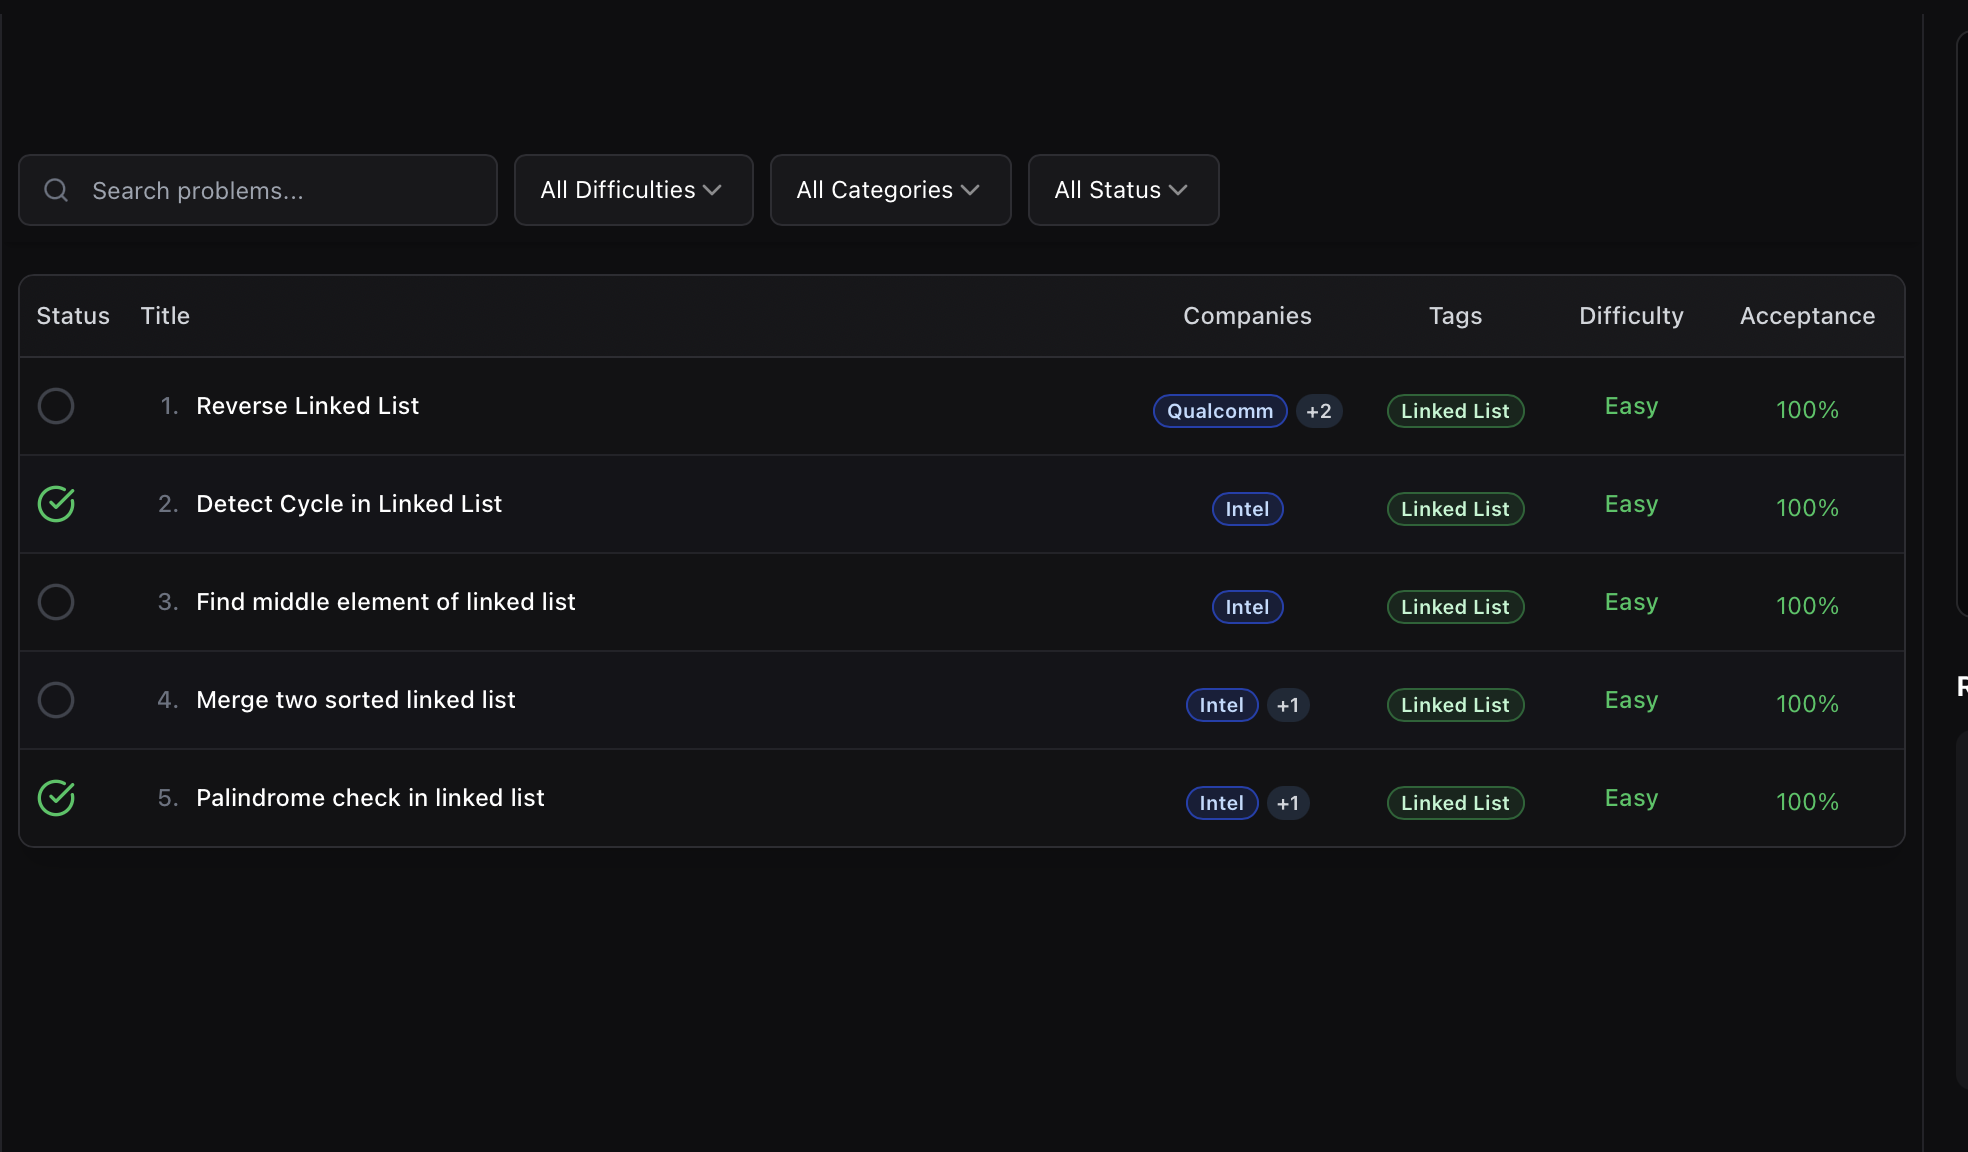 Search problems...
All Difficulties
All Categories
All Status
Status Title Companies Tags Difficulty Acceptance
1. Reverse Linked List Qualcomm +2 Linked List Easy 100%
2. Detect Cycle in Linked List Intel Linked List Easy 100%
3. Find middle element of linked list Intel Linked List Easy 100%
4. Merge two sorted linked list Intel +1 Linked List Easy 100%
5. Palindrome check in linked list Intel +1 Linked List Easy 100%